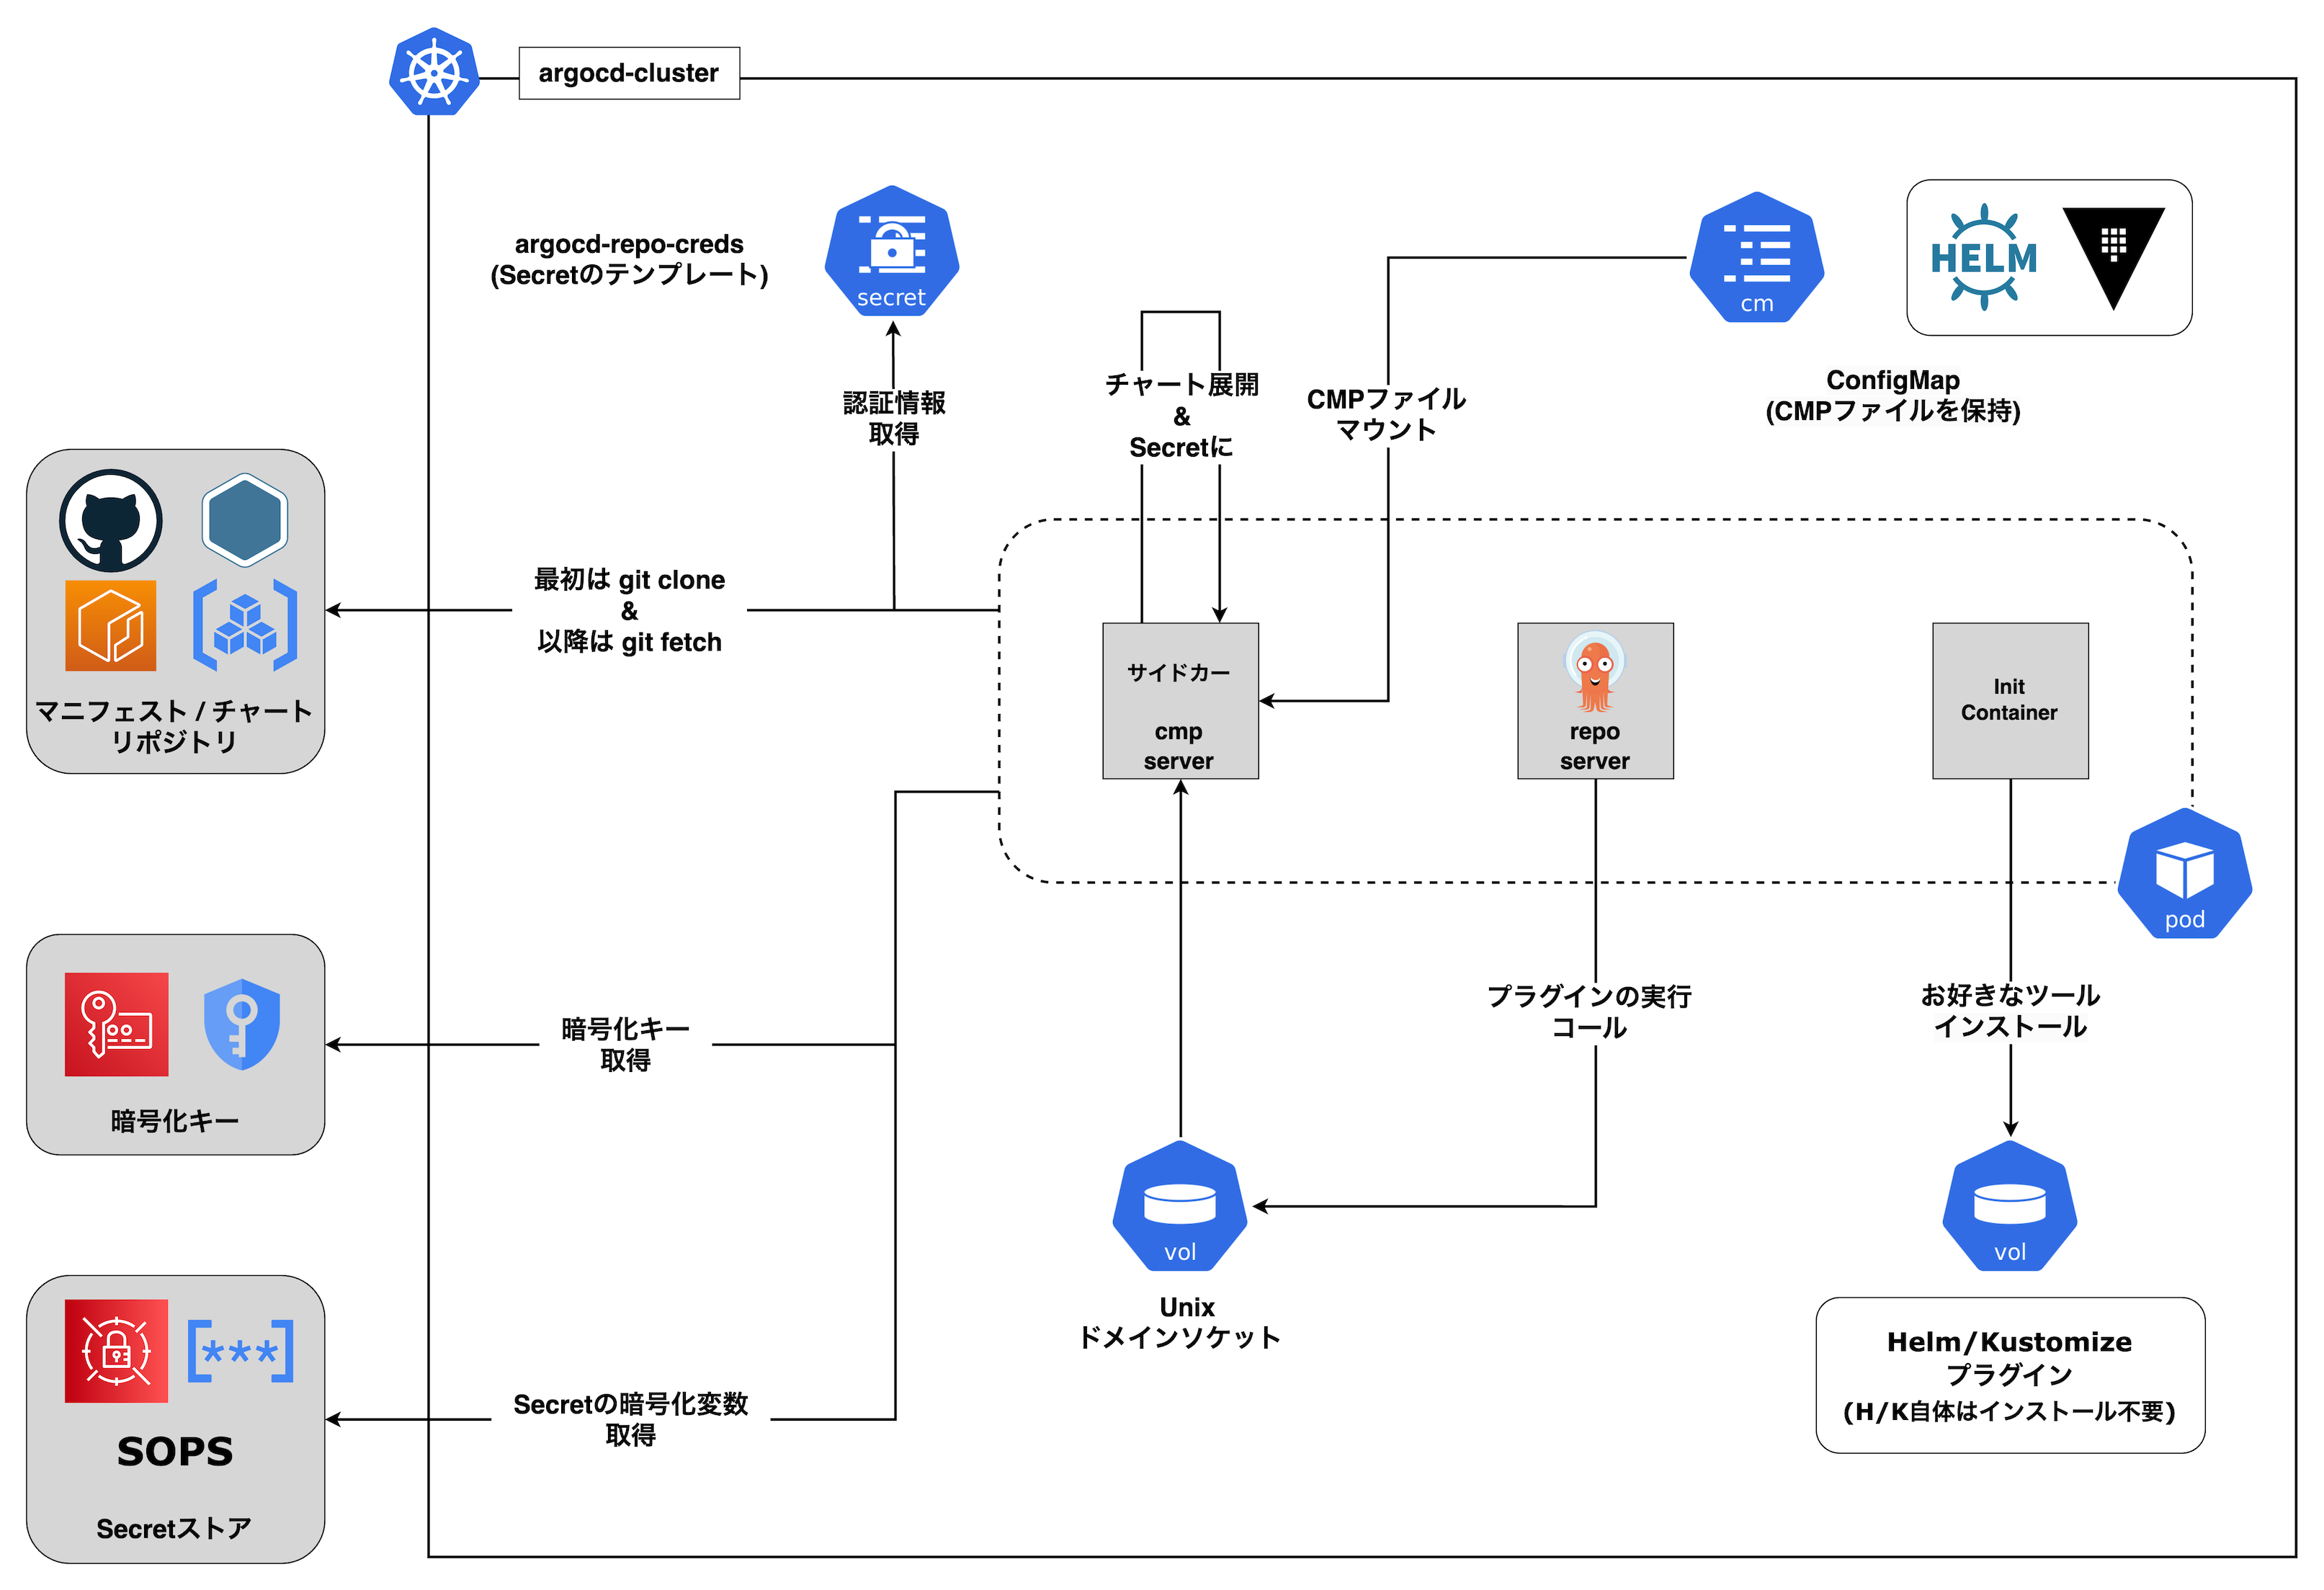 argocd-cluster
argocd-repo-creds
(Secretのテンプレート)
secret
cm
HELM
ConfigMap
(CMPファイルを保持)
認証情報
取得
チャート展開
&
Secretに
CMPファイル
マウント
マニフェスト / チャート
リポジトリ
最初は git clone
&
以降は git fetch
サイドカー
cmp
server
repo
server
Init
Container
pod
暗号化キー
暗号化キー
取得
プラグインの実行
コール
お好きなツール
インストール
vol
Unix
ドメインソケット
vol
Helm/Kustomize
プラグイン
(H/K自体はインストール不要)
[***]
SOPS
Secretストア
Secretの暗号化変数
取得